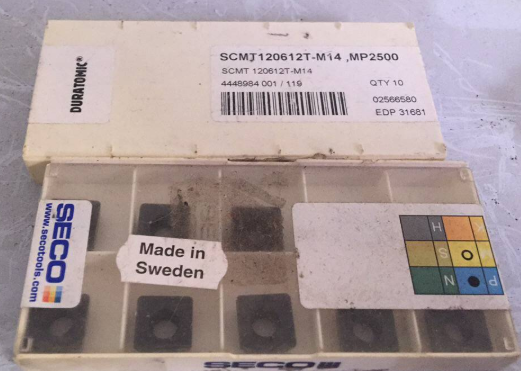 DURATOMIC®
SCMT120612T-M14 ,MP2500
SCMT 120612T-M14
4448984 001 / 119
QTY 10
02566580
EDP 31681
SECO
www.secotools.com
Made in
Sweden
H
K
S
N
P
SECO